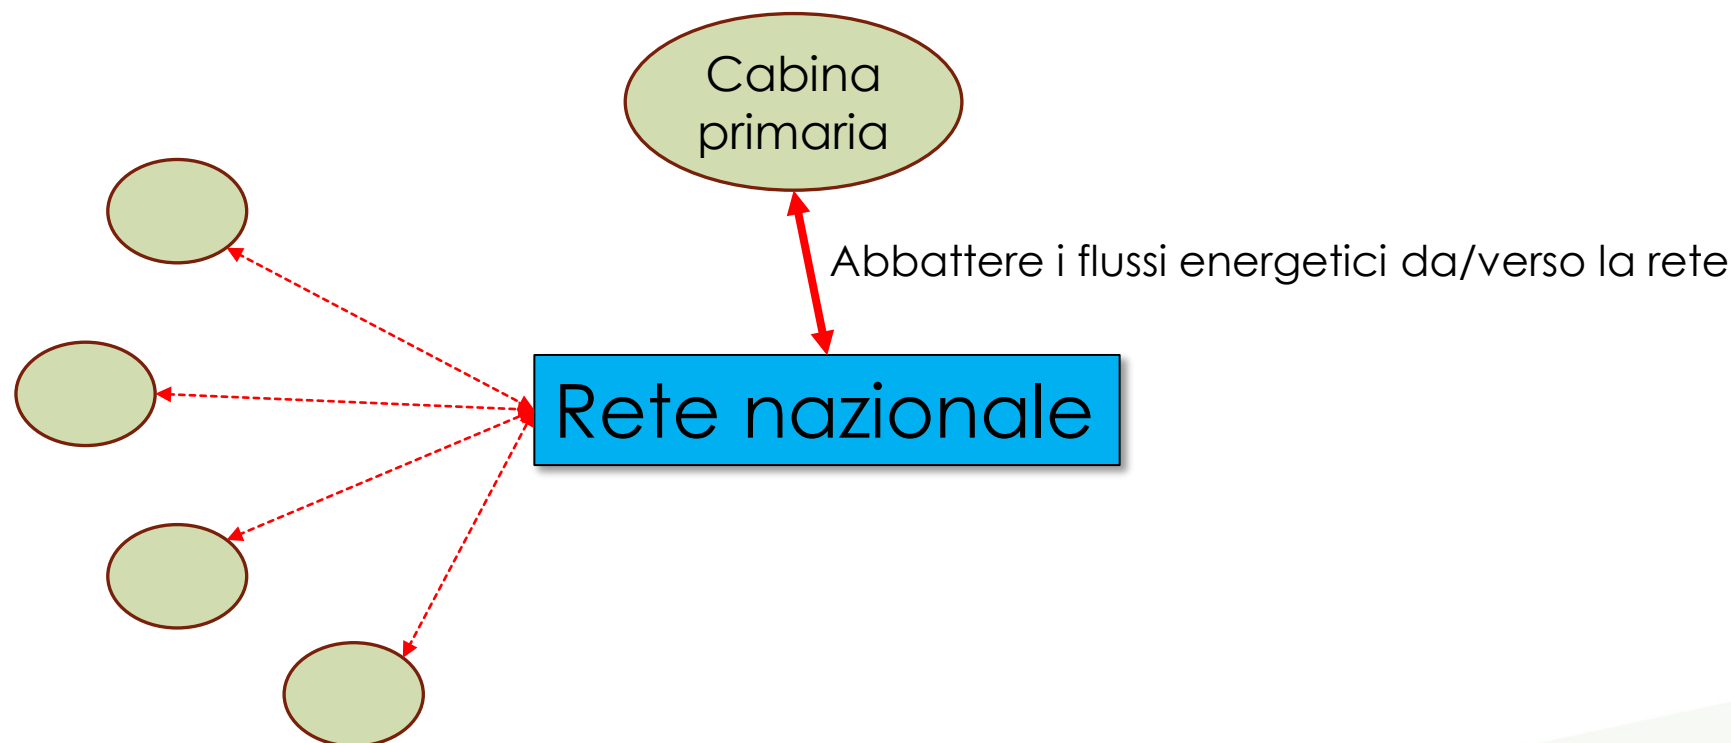 Cabina
primaria
Abbattere i flussi energetici da/verso la rete
Rete nazionale